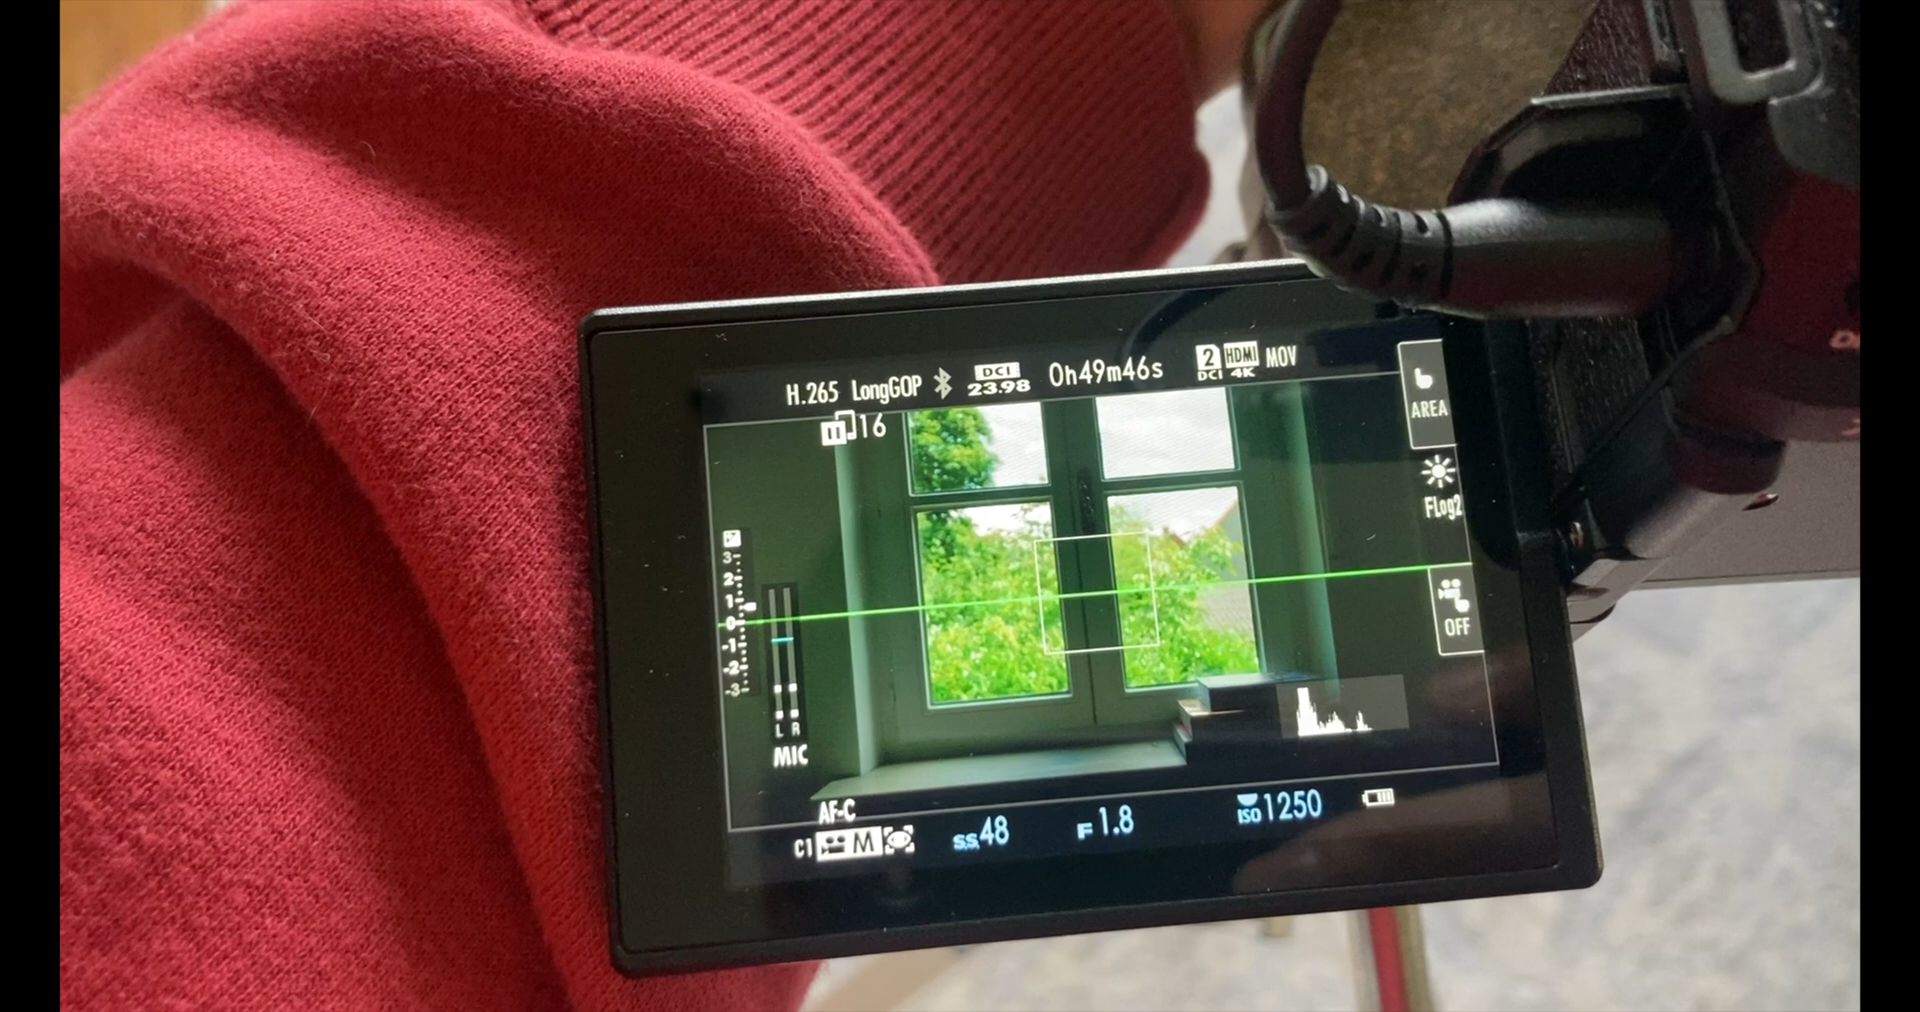 H.265 LongGOP DCI 23.98 0h49m46s 2 HDMI MOV
DCI 4K
16
AREA
FLog2
OFF
3
2
1
0
-1
-2
-3
L R
MIC
AF-C
C1 M SS 48 F 1.8 ISO 1250